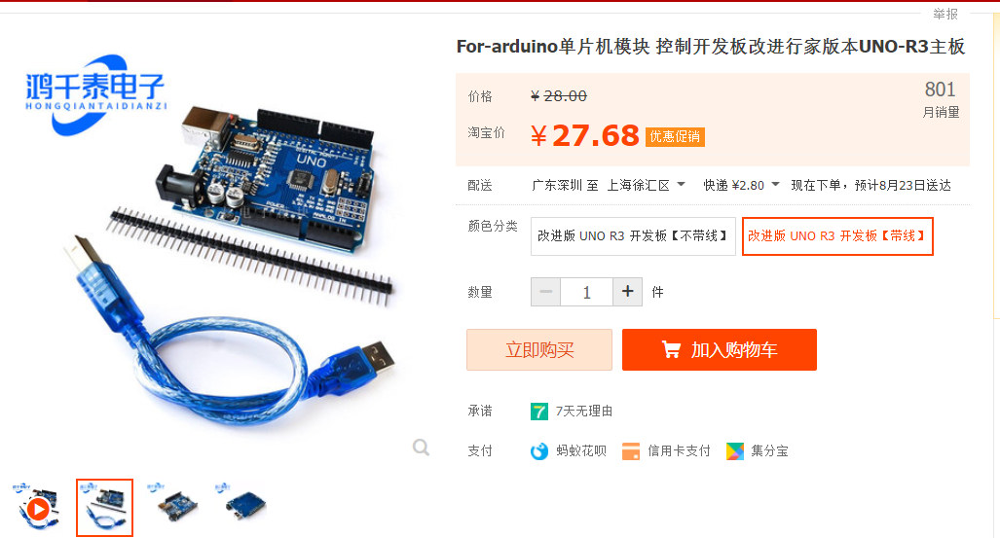 举报
For-arduino单片机模块 控制开发板改进行家版本UNO-R3主板
鸿千泰电子
HONGQIANTAIDIANZI
价格
¥ 28.00
801
月销量
淘宝价
¥ 27.68 优惠促销
配送
广东深圳 至 上海徐汇区 快递 ¥2.80 现在下单，预计8月23日送达
颜色分类
改进版 UNO R3 开发板【不带线】
改进版 UNO R3 开发板【带线】
数量
1
件
立即购买
加入购物车
承诺
7 7天无理由
支付
蚂蚁花呗
信用卡支付
集分宝
UNO
POWER
ANALOG IN